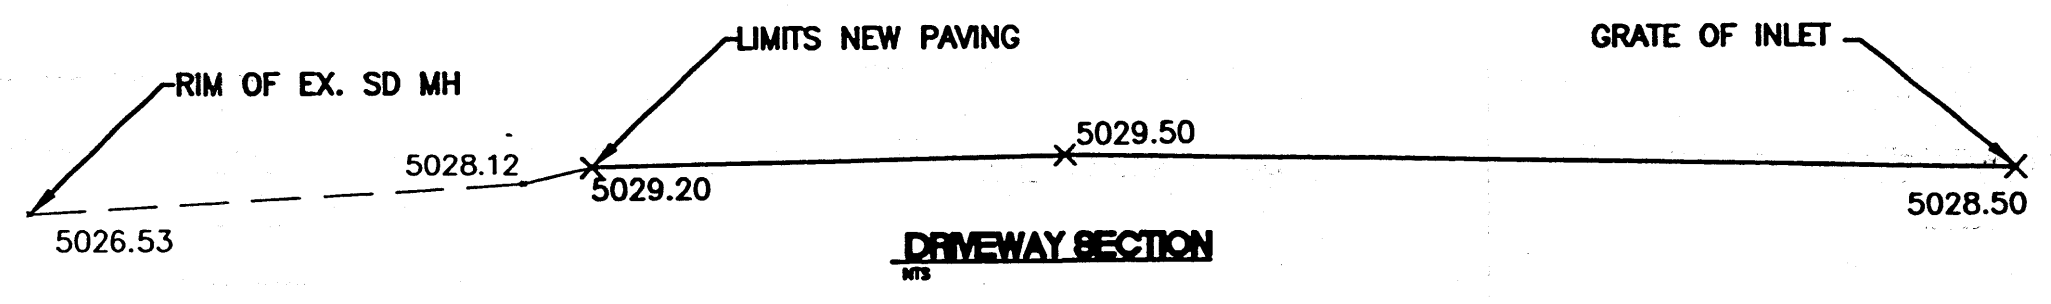 LIMITS NEW PAVING
GRATE OF INLET
RIM OF EX. SD MH
5029.50
5028.12
5029.20
5028.50
5026.53
DRIVEWAY SECTION
NTS